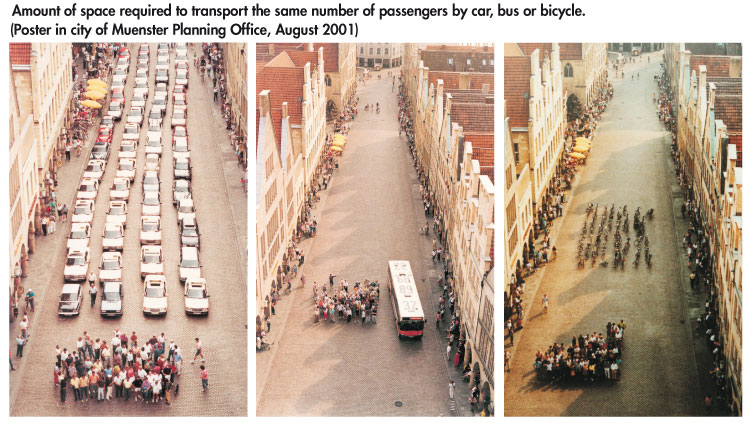 Amount of space required to transport the same number of passengers by car, bus or bicycle.
(Poster in city of Muenster Planning Office, August 2001)